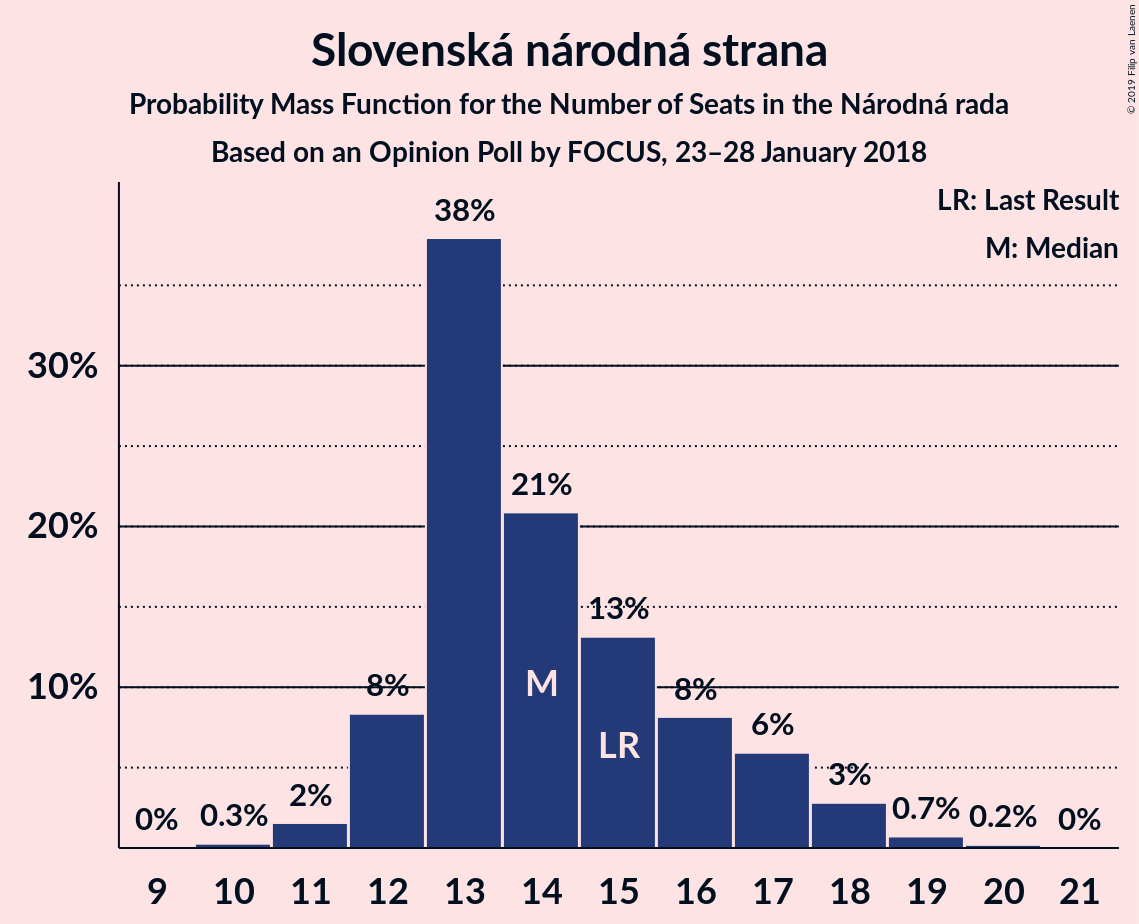 Slovenská národná strana
Probability Mass Function for the Number of Seats in the Národná rada
Based on an Opinion Poll by FOCUS, 23–28 January 2018
© 2019 Filip van Laenen
LR: Last Result
M: Median
38%
30%
21%
20%
13%
10%
8%
M
8%
LR
6%
3%
2%
0%
0.3%
0.7%
0.2%
0%
9 10 11 12 13 14 15 16 17 18 19 20 21